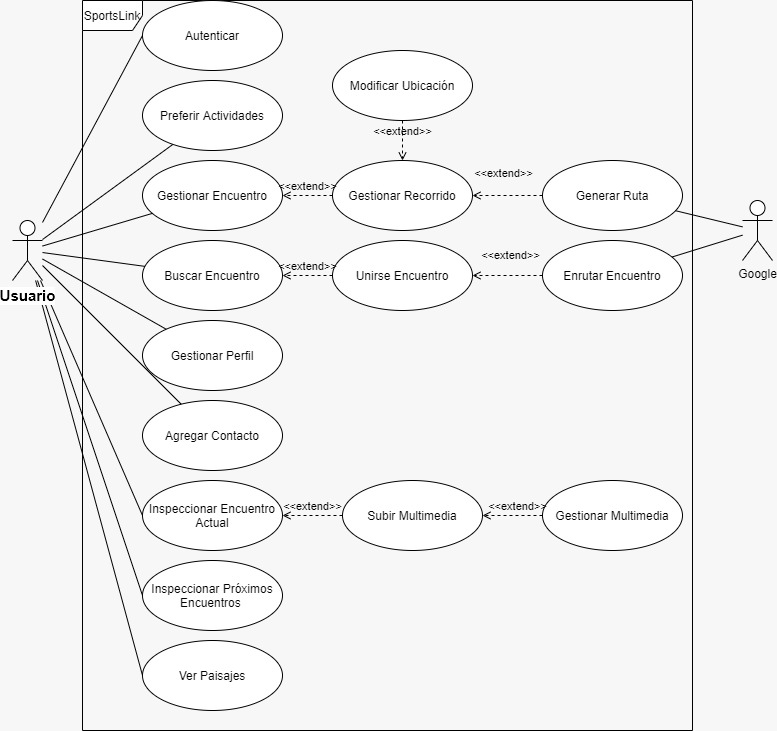 SportsLink
Autenticar
Modificar Ubicación
Preferir Actividades
<<extend>>
Gestionar Encuentro
<<extend>>
Gestionar Recorrido
<<extend>>
Generar Ruta
Buscar Encuentro
<<extend>>
Unirse Encuentro
<<extend>>
Enrutar Encuentro
Google
Usuario
Gestionar Perfil
Agregar Contacto
Inspeccionar Encuentro
Actual
<<extend>>
Subir Multimedia
<<extend>>
Gestionar Multimedia
Inspeccionar Próximos
Encuentros
Ver Paisajes